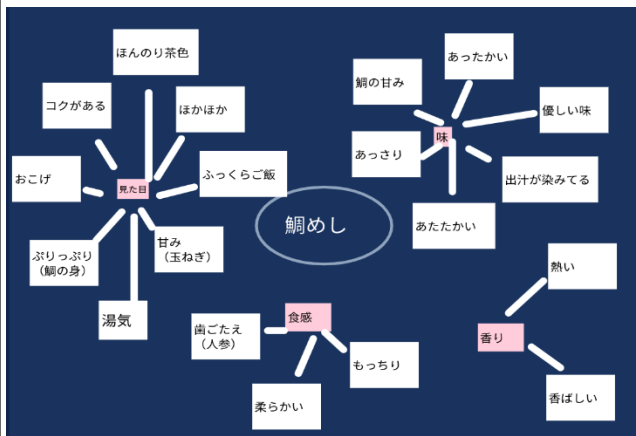 ほんのり茶色
コクがある
ほかほか
おこげ
見た目
ふっくらご飯
ぷりっぷり
（鯛の身）
甘み
（玉ねぎ）
湯気
鯛めし
あったかい
鯛の甘み
優しい味
味
あっさり
出汁が染みてる
あたたかい
食感
歯ごたえ
（人参）
もっちり
柔らかい
熱い
香り
香ばしい